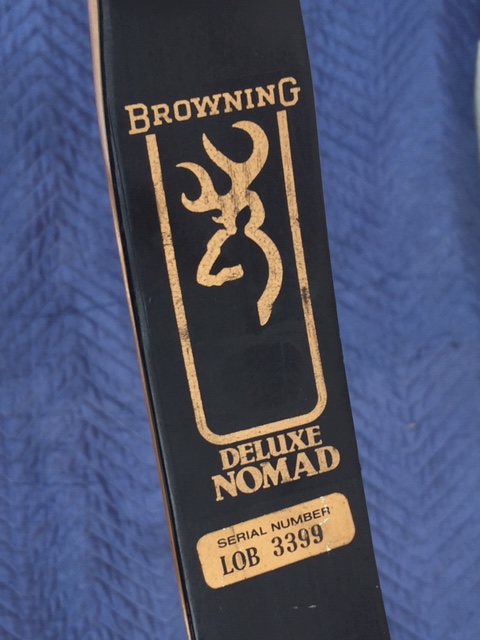 BROWNING
DELUXE
NOMAD
SERIAL NUMBER
LOB 3399